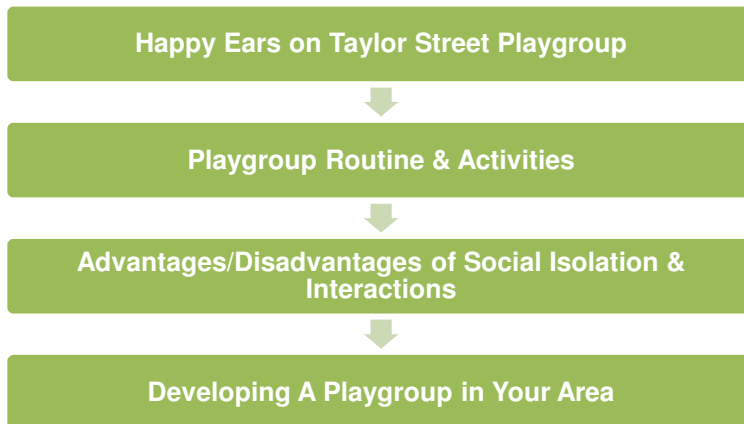 Happy Ears on Taylor Street Playgroup
Playgroup Routine & Activities
Advantages/Disadvantages of Social Isolation &
Interactions
Developing A Playgroup in Your Area